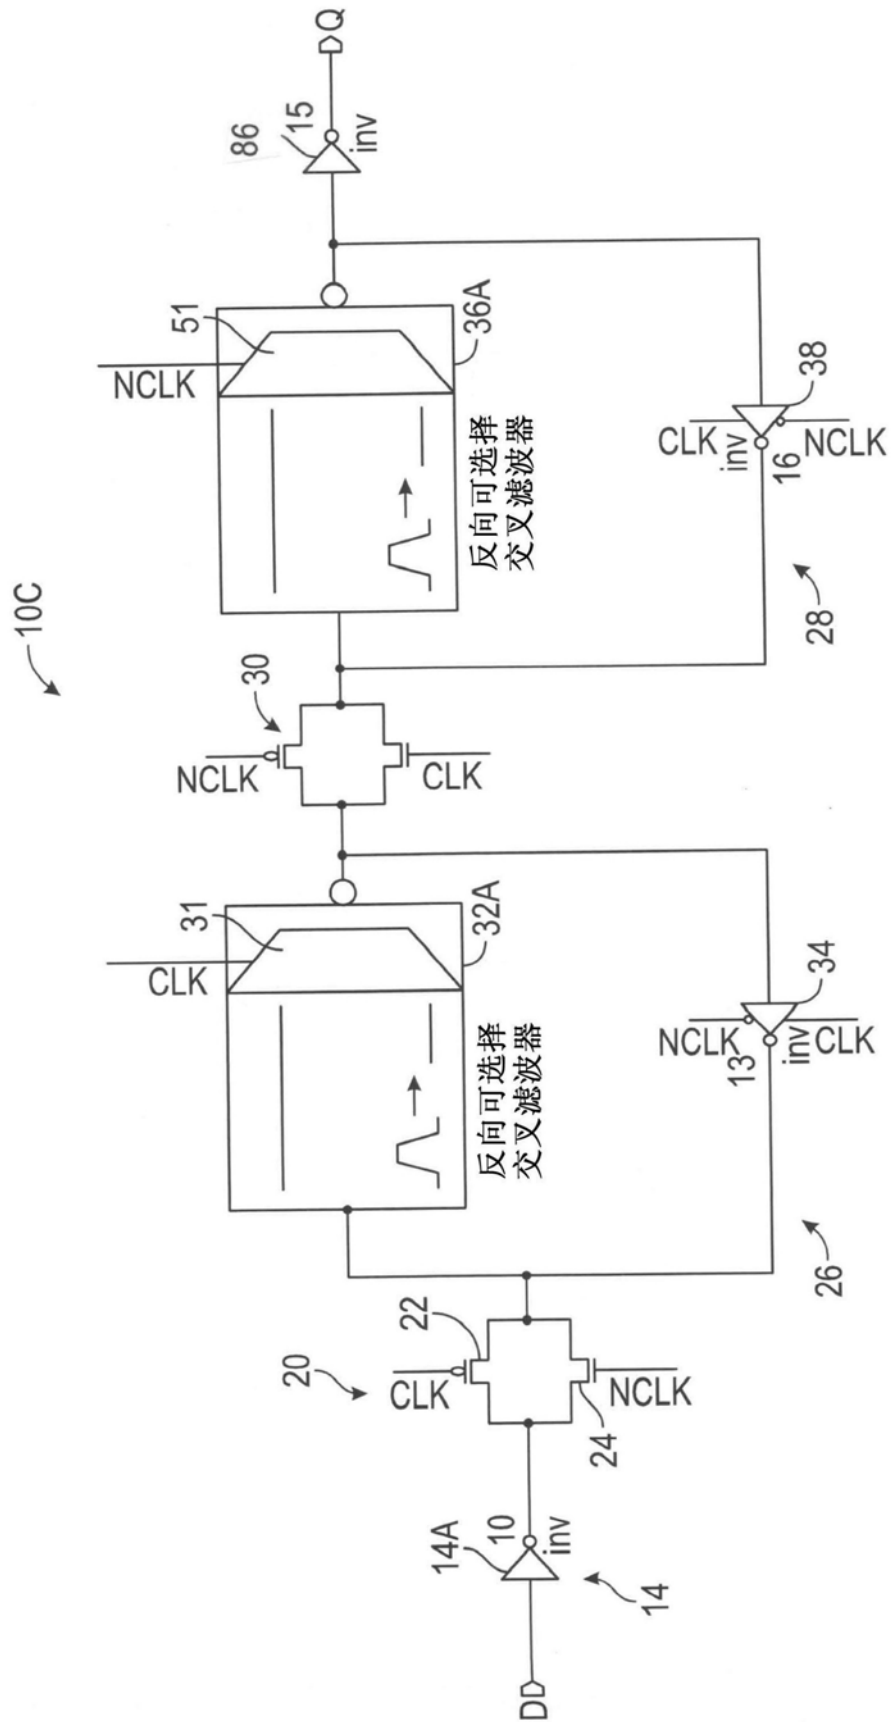 10C
D
14
14A
10
inv
20
CLK
22
NCLK
24
26
CLK
31
32A
反向可选择
交叉滤波器
NCLK
13
inv
CLK
34
30
NCLK
CLK
28
NCLK
51
36A
反向可选择
交叉滤波器
CLK
inv
16
NCLK
38
86
15
inv
Q